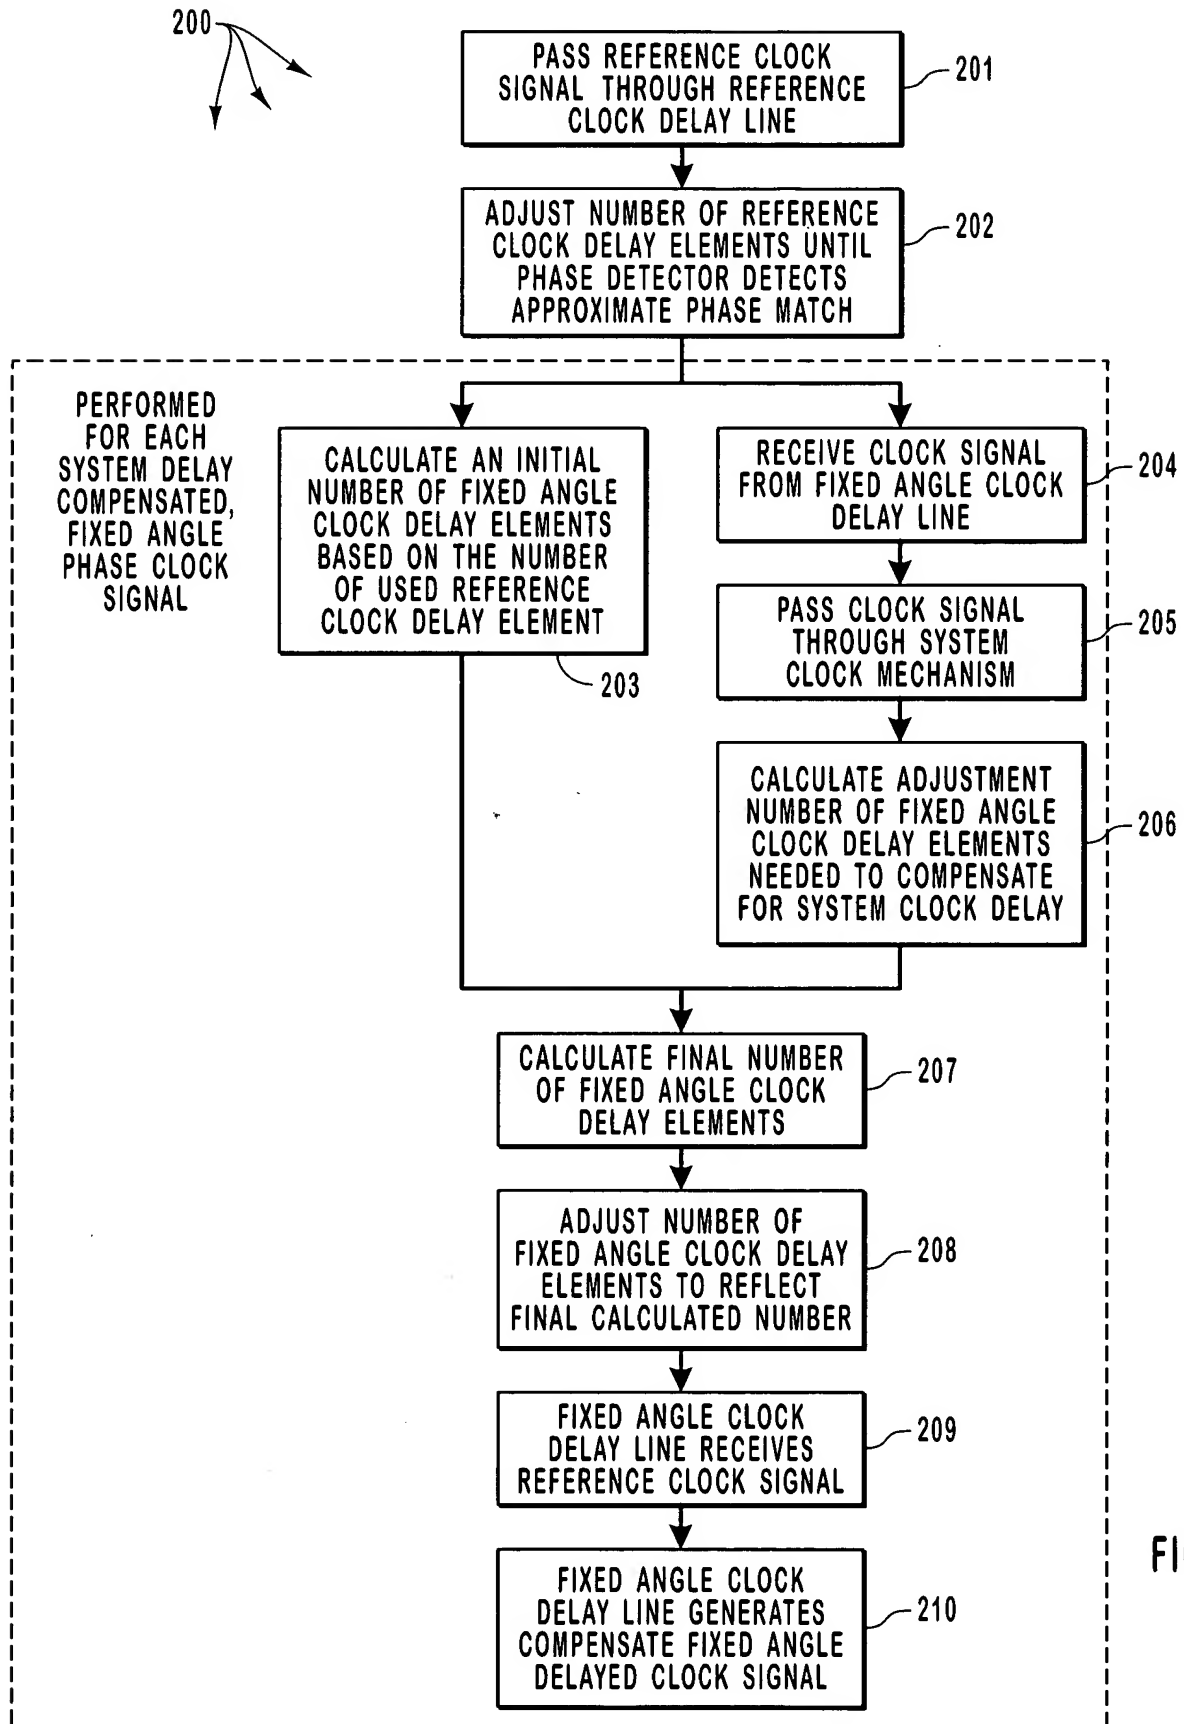 200
PASS REFERENCE CLOCK
SIGNAL THROUGH REFERENCE
CLOCK DELAY LINE
201
ADJUST NUMBER OF REFERENCE
CLOCK DELAY ELEMENTS UNTIL
PHASE DETECTOR DETECTS
APPROXIMATE PHASE MATCH
202
PERFORMED
FOR EACH
SYSTEM DELAY
COMPENSATED,
FIXED ANGLE
PHASE CLOCK
SIGNAL
CALCULATE AN INITIAL
NUMBER OF FIXED ANGLE
CLOCK DELAY ELEMENTS
BASED ON THE NUMBER
OF USED REFERENCE
CLOCK DELAY ELEMENT
203
RECEIVE CLOCK SIGNAL
FROM FIXED ANGLE CLOCK
DELAY LINE
204
PASS CLOCK SIGNAL
THROUGH SYSTEM
CLOCK MECHANISM
205
CALCULATE ADJUSTMENT
NUMBER OF FIXED ANGLE
CLOCK DELAY ELEMENTS
NEEDED TO COMPENSATE
FOR SYSTEM CLOCK DELAY
206
CALCULATE FINAL NUMBER
OF FIXED ANGLE CLOCK
DELAY ELEMENTS
207
ADJUST NUMBER OF
FIXED ANGLE CLOCK DELAY
ELEMENTS TO REFLECT
FINAL CALCULATED NUMBER
208
FIXED ANGLE CLOCK
DELAY LINE RECEIVES
REFERENCE CLOCK SIGNAL
209
FIXED ANGLE CLOCK
DELAY LINE GENERATES
COMPENSATE FIXED ANGLE
DELAYED CLOCK SIGNAL
210
FI